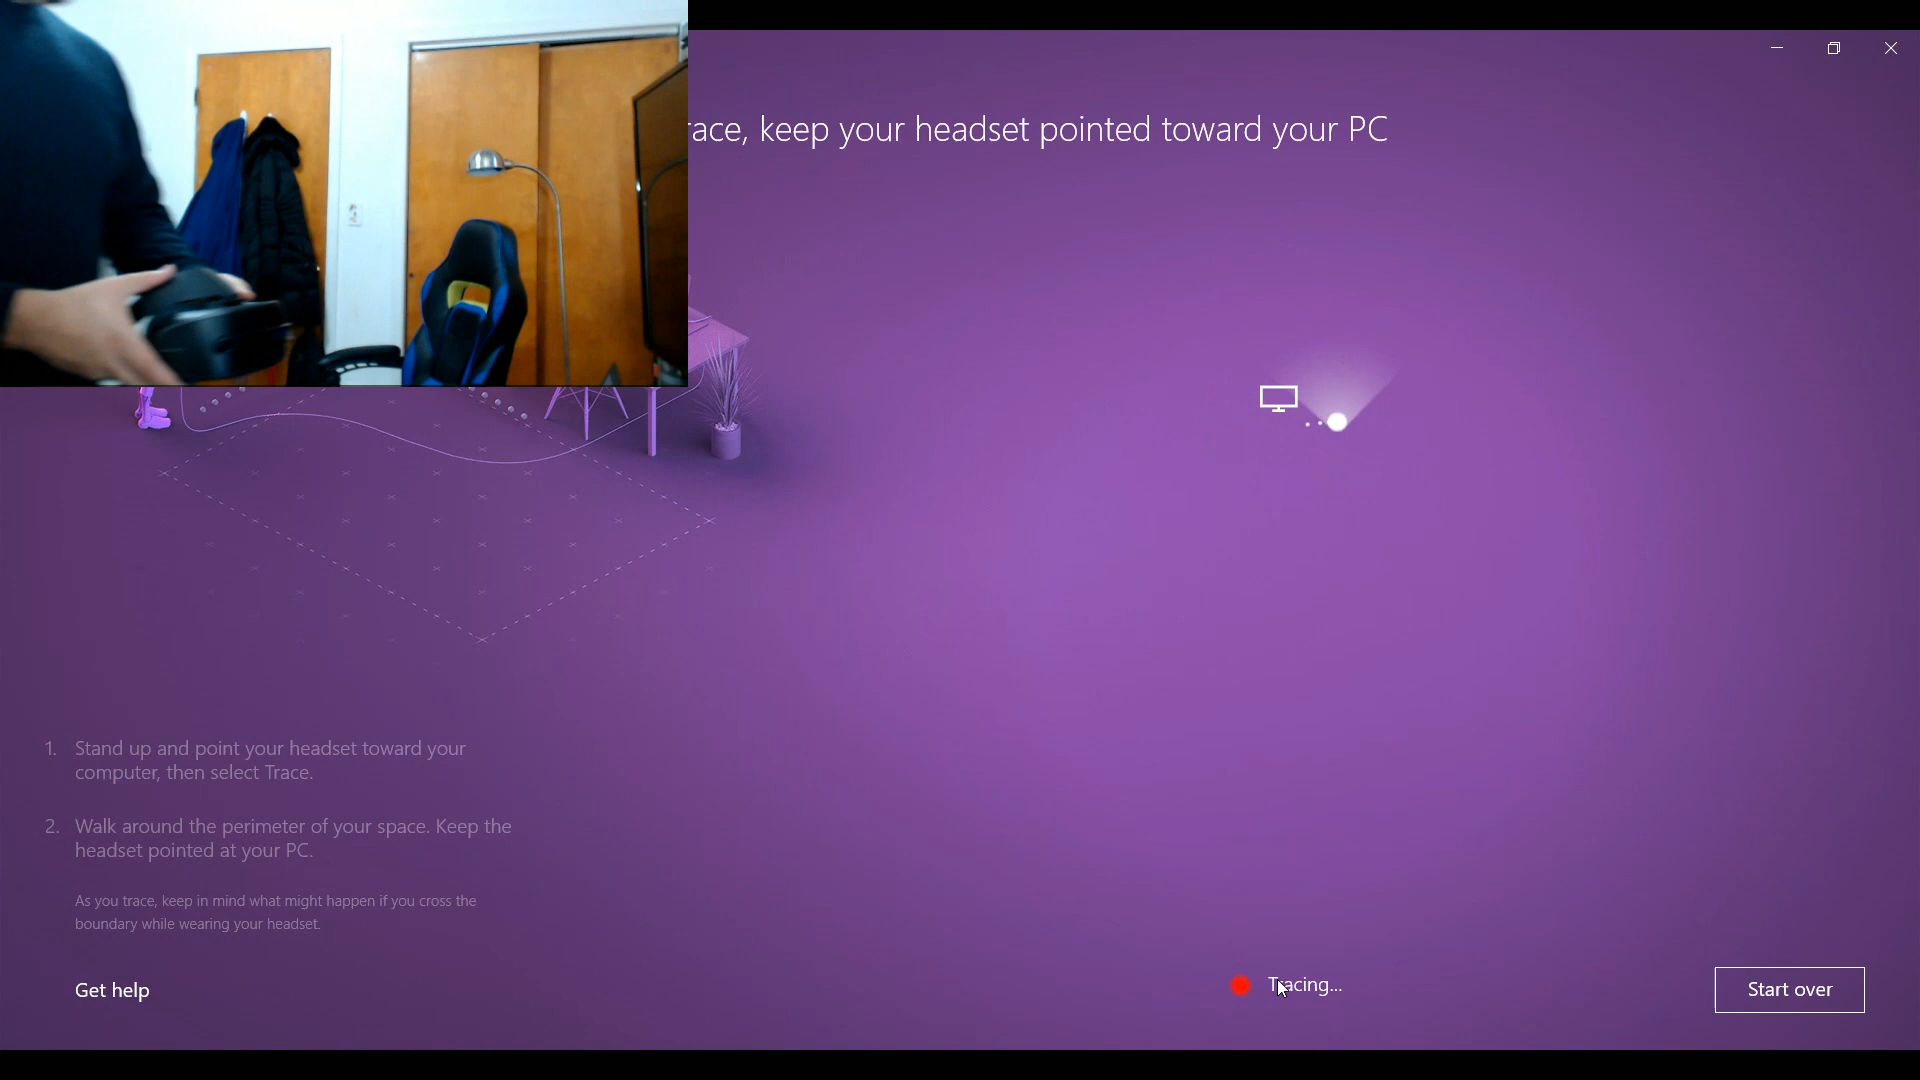 race, keep your headset pointed toward your PC
1. Stand up and point your headset toward your
computer, then select Trace.
2. Walk around the perimeter of your space. Keep the
headset pointed at your PC.
As you trace, keep in mind what might happen if you cross the
boundary while wearing your headset.
Get help
Tracing...
Start over